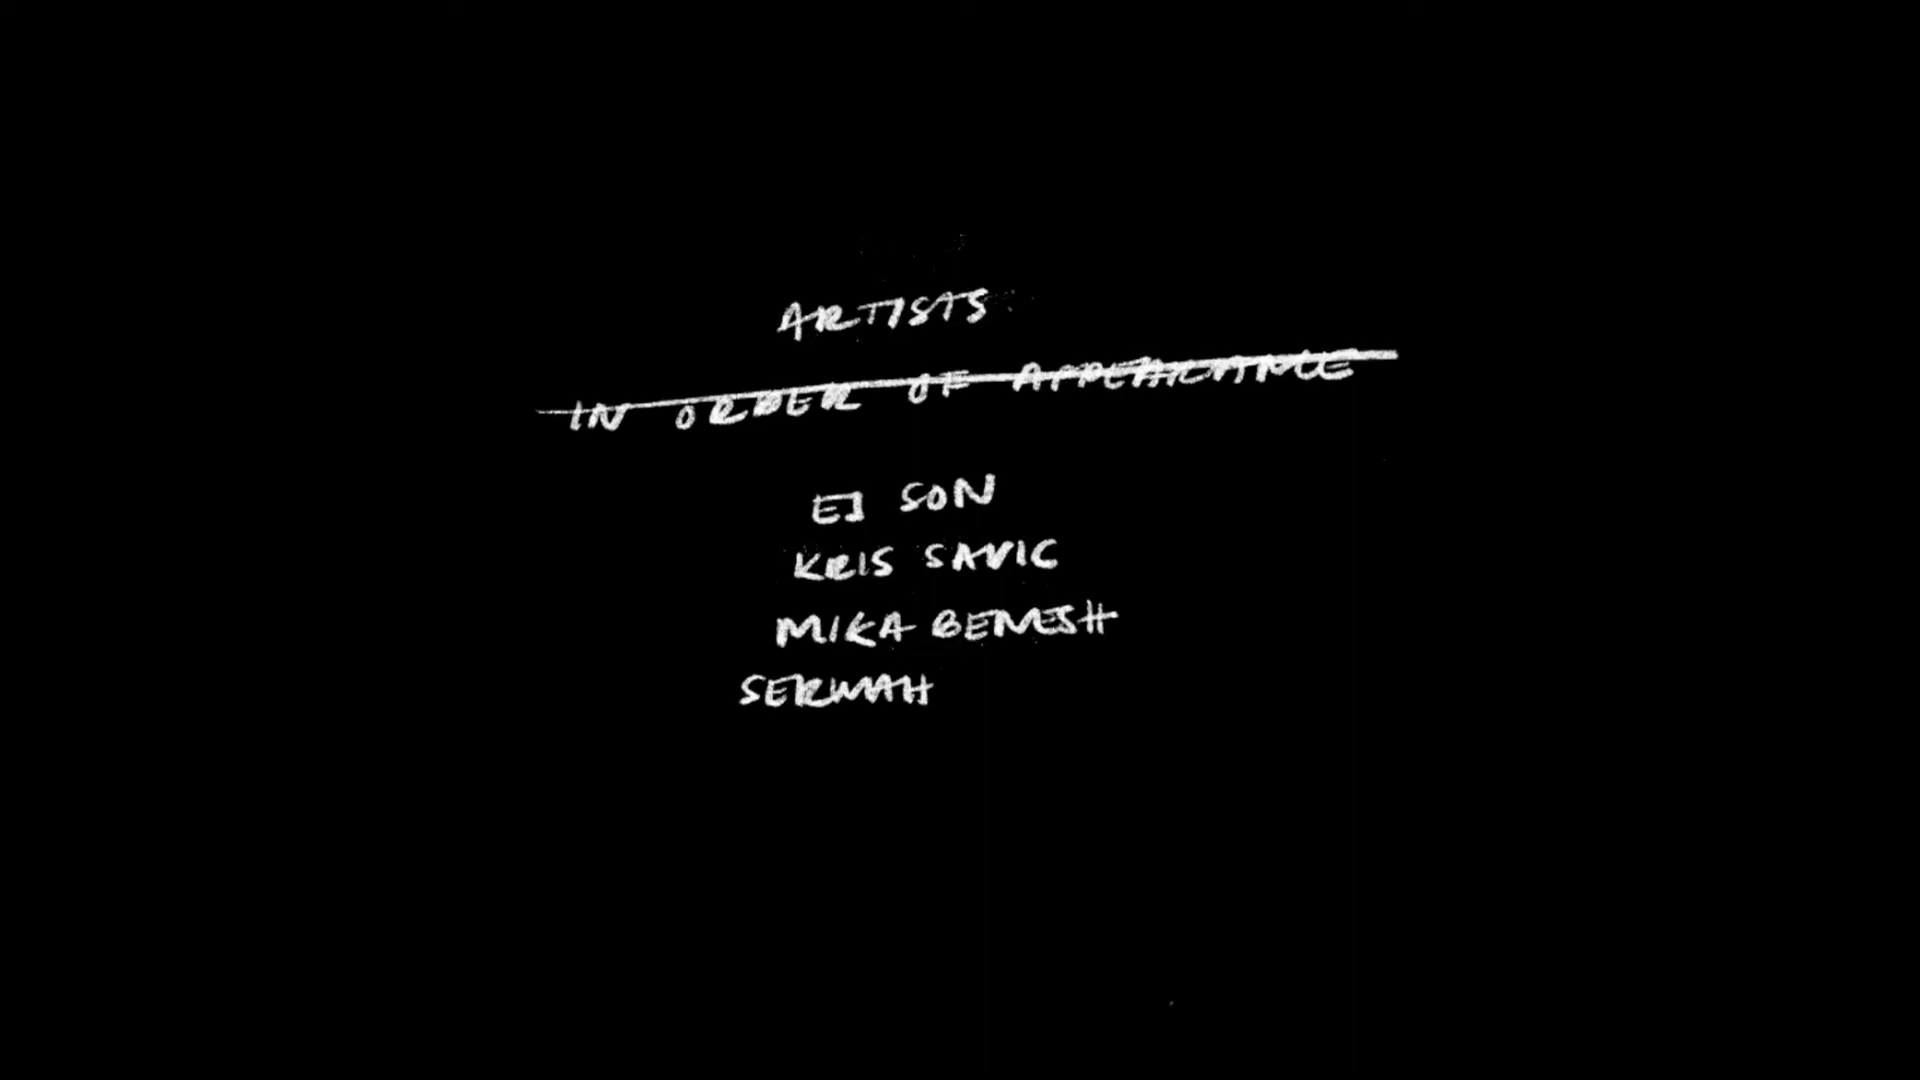 ARTISTS
IN ORDER OF APPEARANCE
EJ SON
KRIS SAVIC
MIKA BENESH
SERWAH